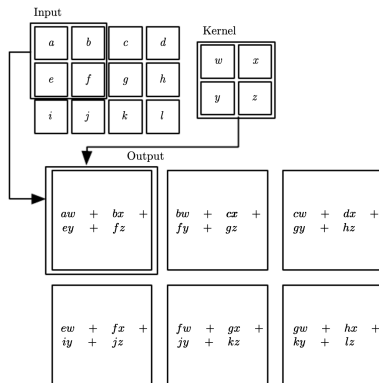 Input
Kernel
a b c d
w x
e f g h
y z
i j k l
Output
aw + bx +
ey + fz
bw + cx +
fy + gz
cw + dx +
gy + hz
ew + fx +
iy + jz
fw + gx +
jy + kz
gw + hx +
ky + lz